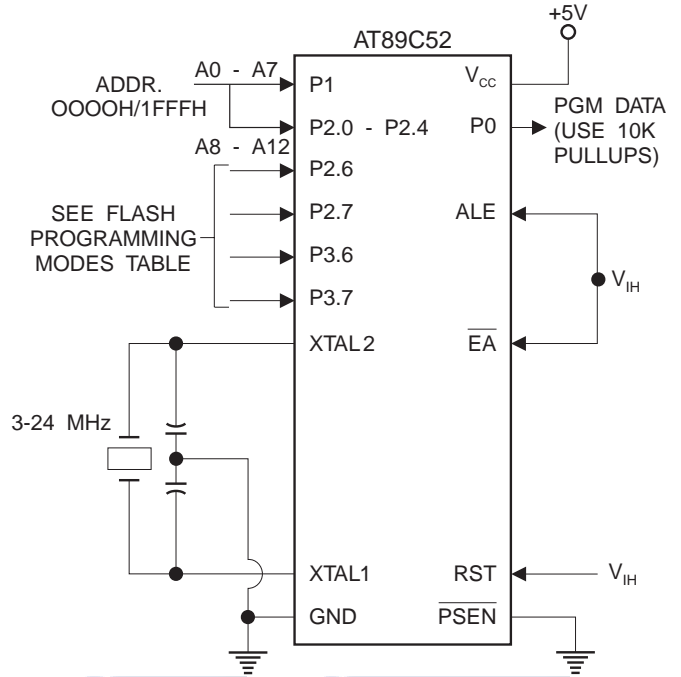 +5V
AT89C52
ADDR.
OOOOH/1FFFH
A0 - A7
P1
VCC
P2.0 - P2.4
P0
PGM DATA
(USE 10K
PULLUPS)
A8 - A12
P2.6
SEE FLASH
PROGRAMMING
MODES TABLE
P2.7
ALE
P3.6
VIH
P3.7
XTAL2
EA
3-24 MHz
XTAL1
RST
VIH
GND
PSEN